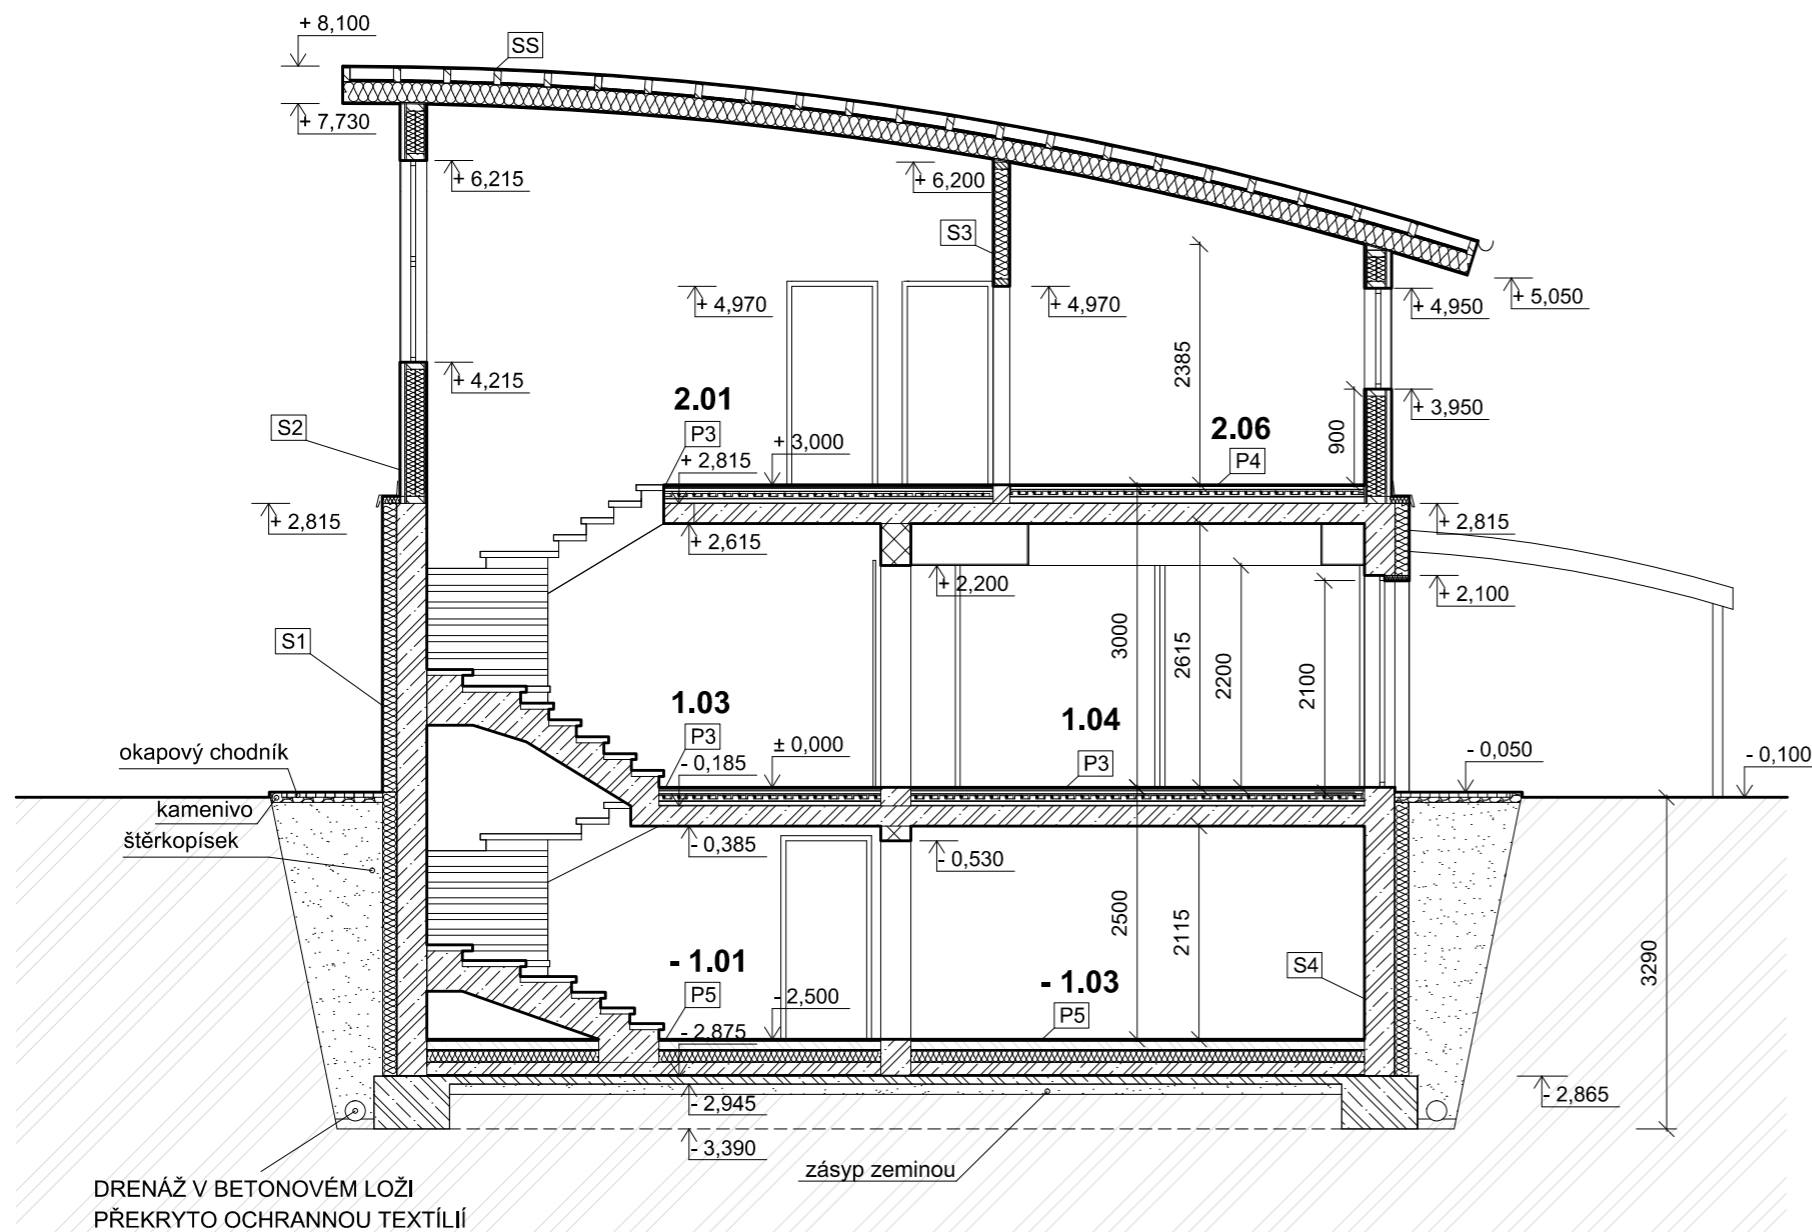 + 8,100
SS
+ 7,730
+ 6,215
+ 6,200
S3
+ 4,970
+ 4,970
+ 4,950
+ 5,050
2385
+ 4,215
+ 3,950
2.01
2.06
900
S2
P3
+ 3,000
P4
+ 2,815
+ 2,815
+ 2,815
+ 2,615
+ 2,200
+ 2,100
3000
2615
2200
2100
S1
1.03
1.04
P3
± 0,000
P3
- 0,050
- 0,100
- 0,185
okapový chodník
kamenivo
štěrkopísek
- 0,385
- 0,530
2500
2115
3290
- 1.01
- 1.03
S4
P5
- 2,500
P5
- 2,875
- 2,945
- 2,865
- 3,390
zásyp zeminou
DRENÁŽ V BETONOVÉM LOŽI
PŘEKRYTO OCHRANNOU TEXTÍLIÍ